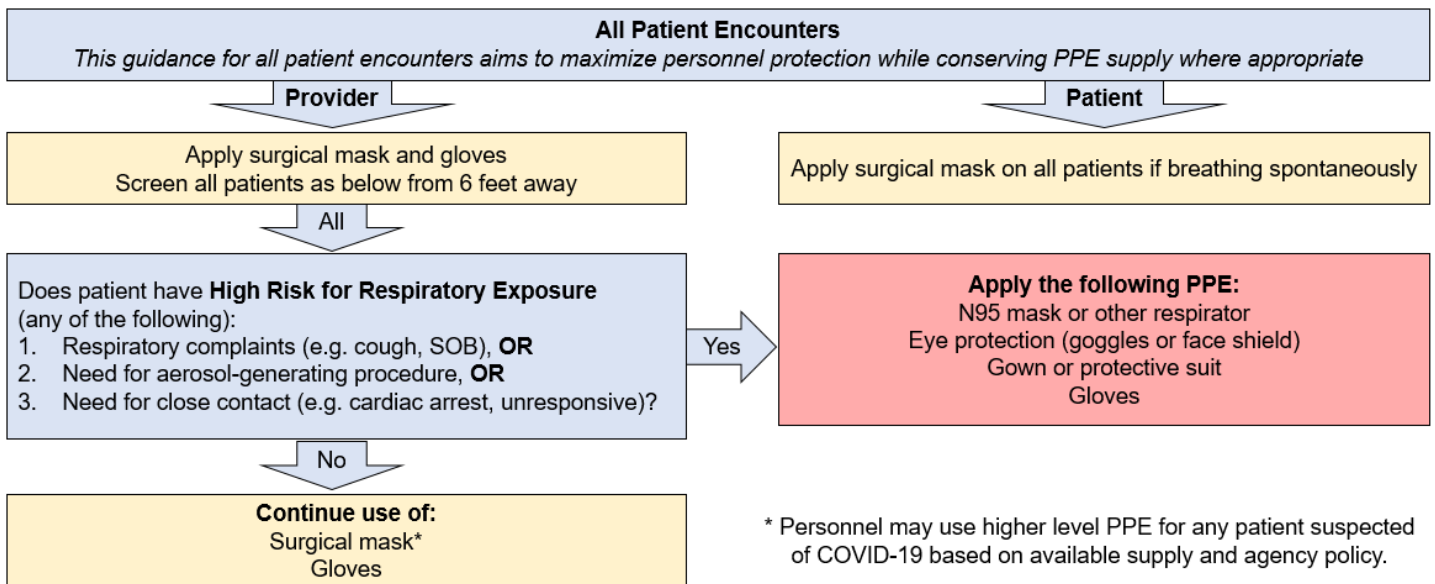 All Patient Encounters
This guidance for all patient encounters aims to maximize personnel protection while conserving PPE supply where appropriate
Provider
Patient
Apply surgical mask and gloves
Screen all patients as below from 6 feet away
Apply surgical mask on all patients if breathing spontaneously
All
Does patient have High Risk for Respiratory Exposure
(any of the following):
1. Respiratory complaints (e.g. cough, SOB), OR
2. Need for aerosol-generating procedure, OR
3. Need for close contact (e.g. cardiac arrest, unresponsive)?
Yes
Apply the following PPE:
N95 mask or other respirator
Eye protection (goggles or face shield)
Gown or protective suit
Gloves
No
Continue use of:
Surgical mask*
Gloves
* Personnel may use higher level PPE for any patient suspected
of COVID-19 based on available supply and agency policy.